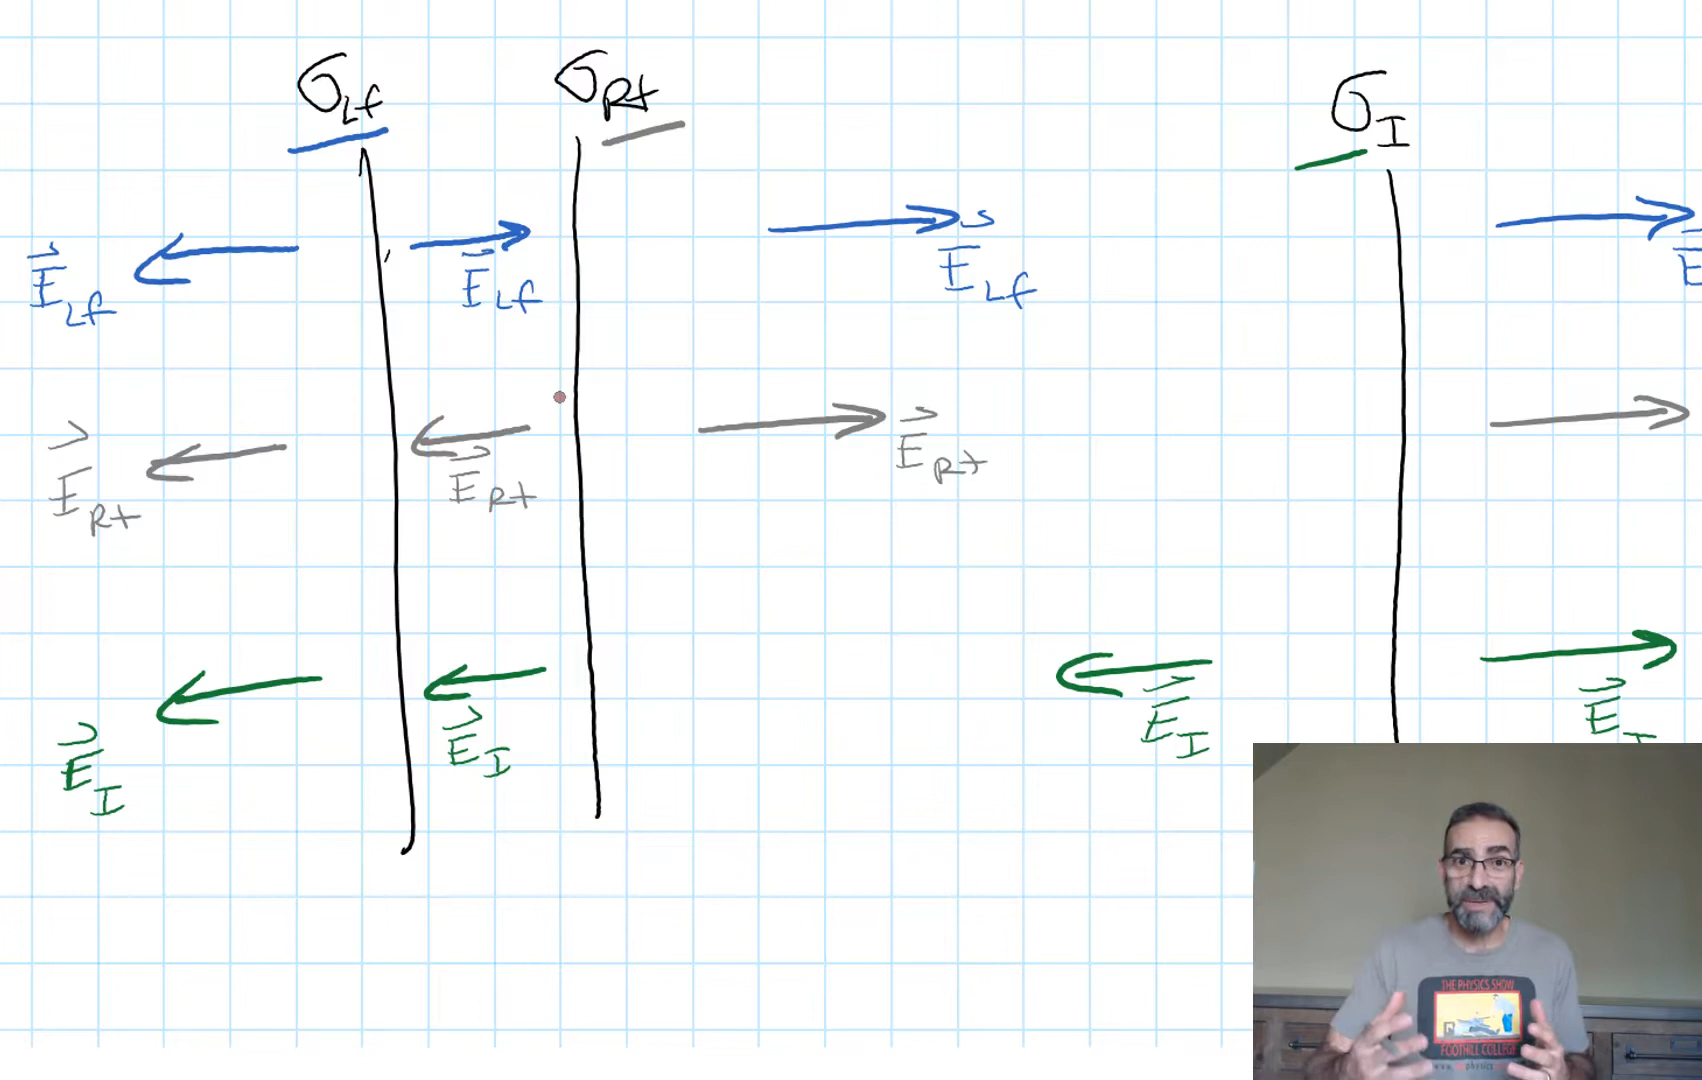 σLf
σRt
σI
E⃗Lf
E⃗Lf
E⃗Lf
E⃗
E⃗Rt
E⃗Rt
E⃗Rt
E⃗I
E⃗I
E⃗I
E⃗I
THE PHYSICS SHOW
FOOTHILL COLLEGE